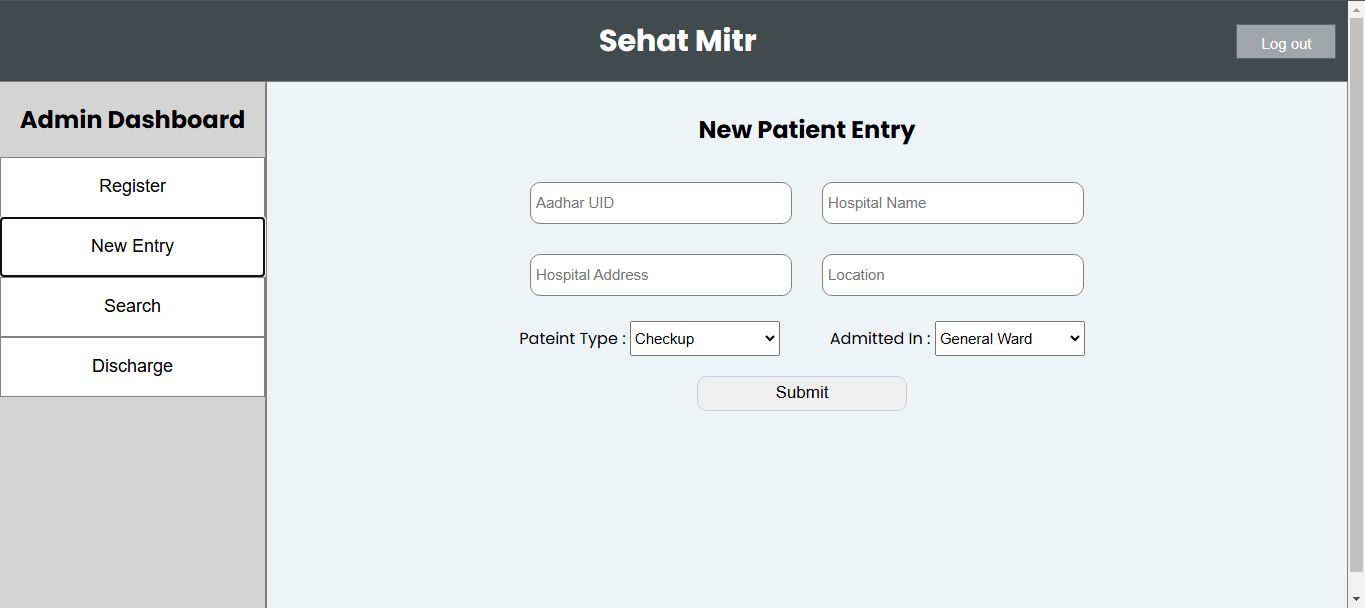 Sehat Mitr
Log out
Admin Dashboard
Register
New Entry
Search
Discharge
New Patient Entry
Aadhar UID
Hospital Name
Hospital Address
Location
Pateint Type : Checkup
Admitted In : General Ward
Submit